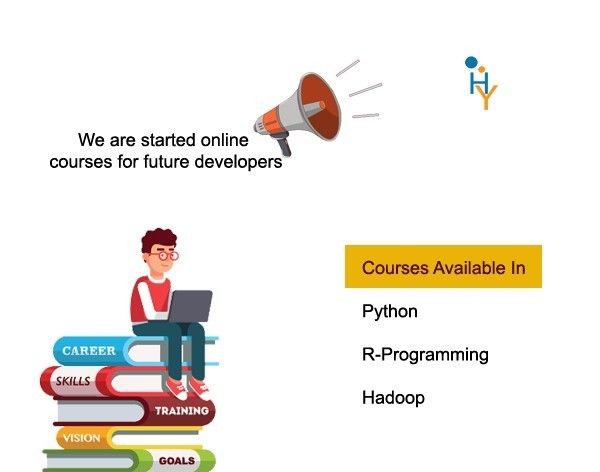 HY
We are started online
courses for future developers
Courses Available In
Python
R-Programming
Hadoop
CAREER
SKILLS
TRAINING
VISION
GOALS